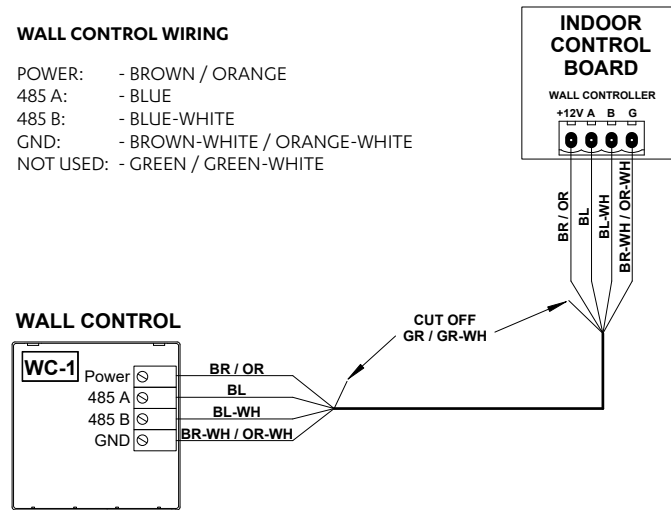 WALL CONTROL WIRING
POWER: - BROWN / ORANGE
485 A: - BLUE
485 B: - BLUE-WHITE
GND: - BROWN-WHITE / ORANGE-WHITE
NOT USED: - GREEN / GREEN-WHITE
INDOOR
CONTROL
BOARD
WALL CONTROLLER
+12V A B G
BR / OR
BL
BL-WH
BR-WH / OR-WH
CUT OFF
GR / GR-WH
WALL CONTROL
WC-1
Power
485 A
485 B
GND
BR / OR
BL
BL-WH
BR-WH / OR-WH